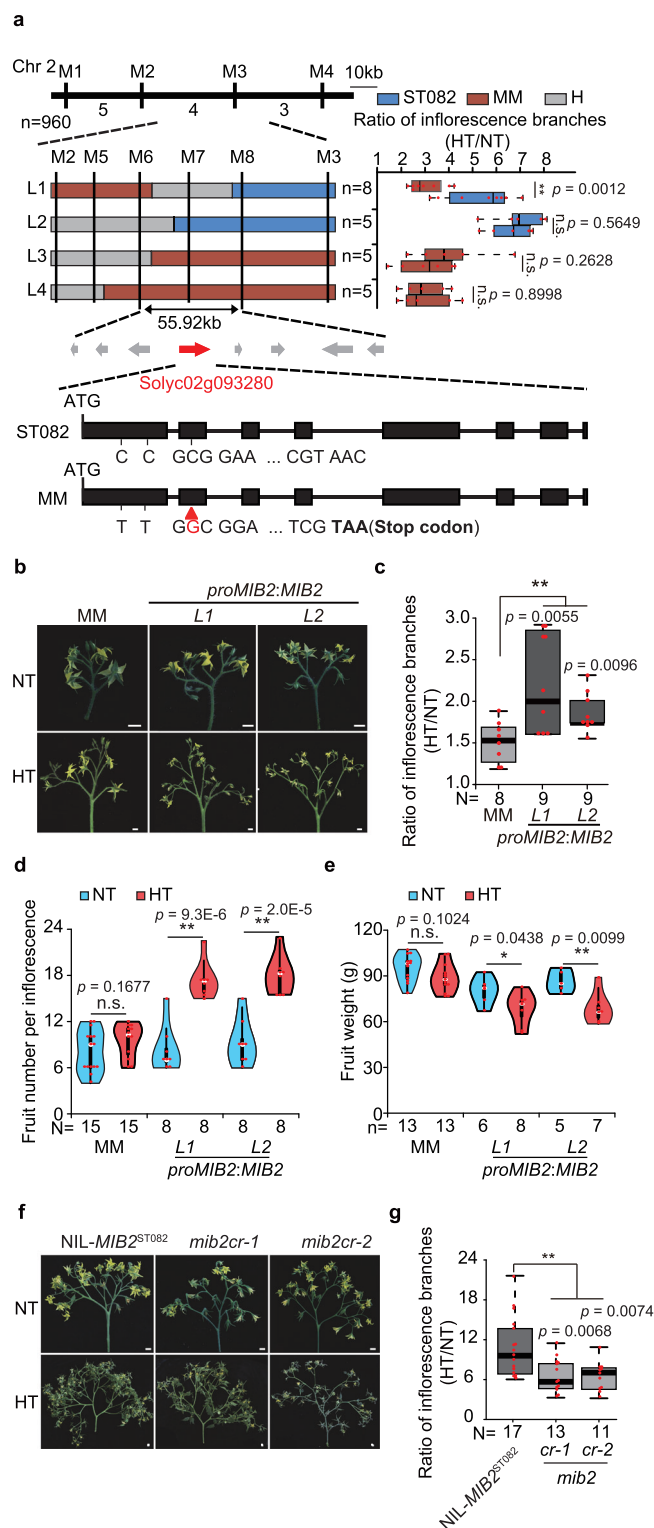 a
Chr 2 M1 M2 M3 M4 10kb
5 4 3
n=960
ST082 MM H
Ratio of inflorescence branches
(HT/NT)
M2 M5 M6 M7 M8 M3
1 2 3 4 5 6 7 8
L1 n=8 ** p = 0.0012
L2 n=5 n.s. p = 0.5649
L3 n.s. p = 0.2628
L4 n=5 n.s. p = 0.8998
55.92kb
Solyc02g093280
ATG
ST082
C C GCG GAA ... CGT AAC
ATG
MM
T T GGC GGA ... TCG TAA(Stop codon)
b
proMIB2:MIB2
MM L1 L2
NT
HT
c
Ratio of inflorescence branches
(HT/NT)
**
p = 0.0055
p = 0.0096
3.0
2.5
2.0
1.5
1.0
N= 8 9 9
MM L1 L2
proMIB2:MIB2
d
NT HT
Fruit number per inflorescence
24
18
12
6
0
p = 9.3E-6
**
p = 2.0E-5
**
p = 0.1677
n.s.
N= 15 15 8 8 8 8
MM L1 L2
proMIB2:MIB2
e
NT HT
Fruit weight (g)
120
90
60
30
0
p = 0.1024
n.s.
p = 0.0438
*
p = 0.0099
**
n= 13 13 6 8 5 7
MM L1 L2
proMIB2:MIB2
f
NIL-MIB2ST082 mib2cr-1 mib2cr-2
NT
HT
g
Ratio of inflorescence branches
(HT/NT)
24
18
12
6
0
**
p = 0.0074
p = 0.0068
N= 17 13 11
NIL-MIB2ST082 cr-1 cr-2
mib2